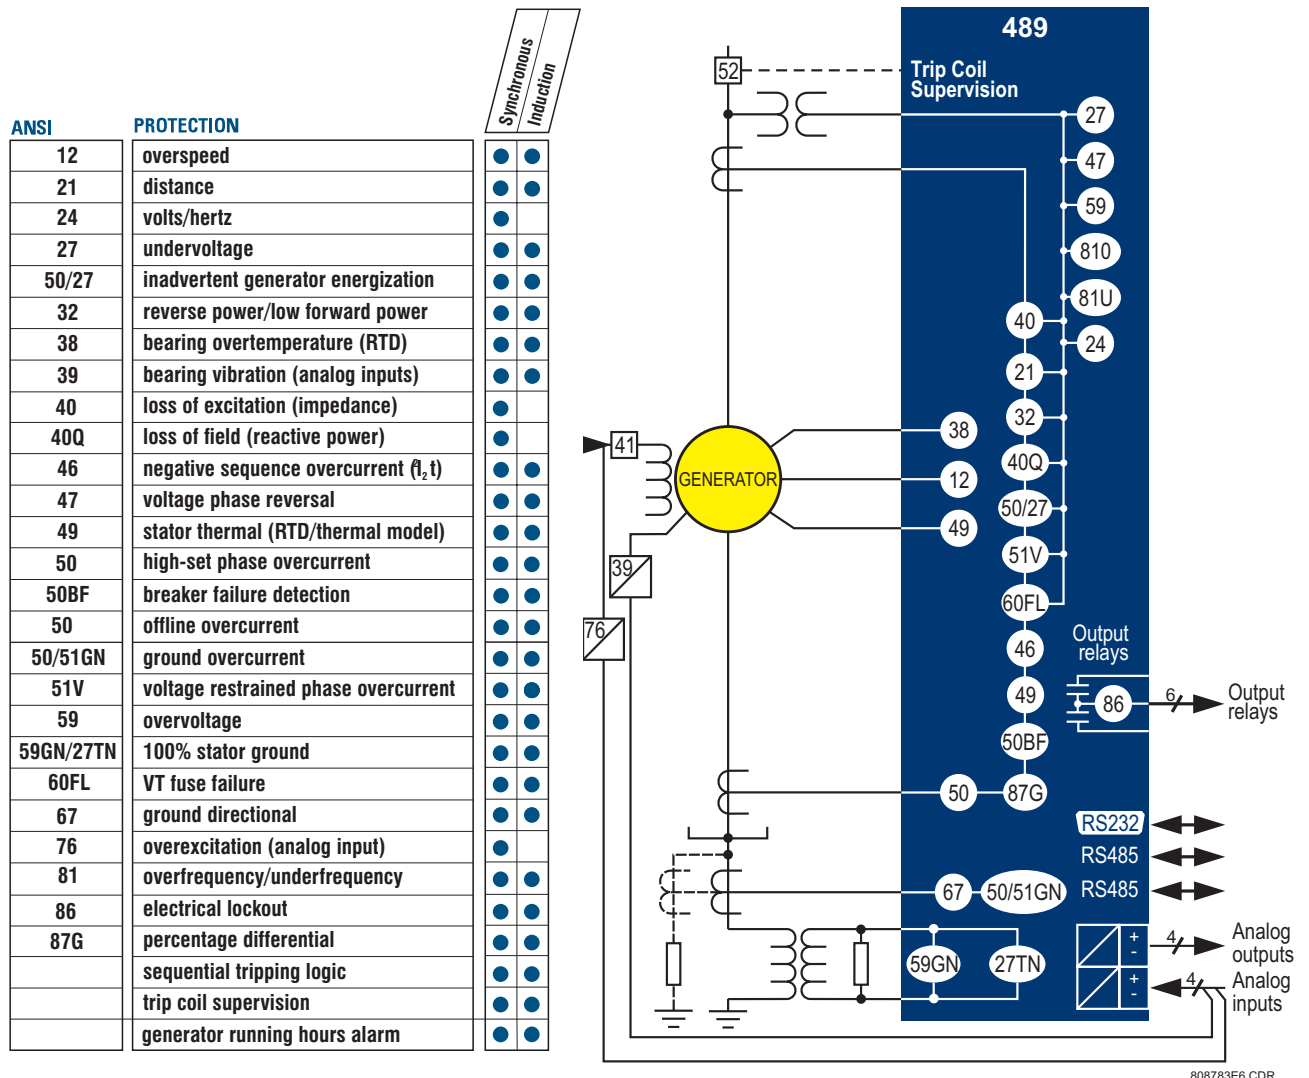 Synchronous
Induction
ANSI PROTECTION
12 overspeed
21 distance
24 volts/hertz
27 undervoltage
50/27 inadvertent generator energization
32 reverse power/low forward power
38 bearing overtemperature (RTD)
39 bearing vibration (analog inputs)
40 loss of excitation (impedance)
40Q loss of field (reactive power)
46 negative sequence overcurrent (I₂²t)
47 voltage phase reversal
49 stator thermal (RTD/thermal model)
50 high-set phase overcurrent
50BF breaker failure detection
50 offline overcurrent
50/51GN ground overcurrent
51V voltage restrained phase overcurrent
59 overvoltage
59GN/27TN 100% stator ground
60FL VT fuse failure
67 ground directional
76 overexcitation (analog input)
81 overfrequency/underfrequency
86 electrical lockout
87G percentage differential
sequential tripping logic
trip coil supervision
generator running hours alarm
489
52
Trip Coil
Supervision
27
47
59
810
81U
24
40
21
32
40Q
50/27
51V
60FL
46
49
50BF
87G
50
38
12
49
41
GENERATOR
39
76
Output
relays
86
6
Output
relays
RS232
RS485
RS485
67
50/51GN
59GN
27TN
+
-
4
Analog
outputs
+
-
4
Analog
inputs
808783E6.CDR